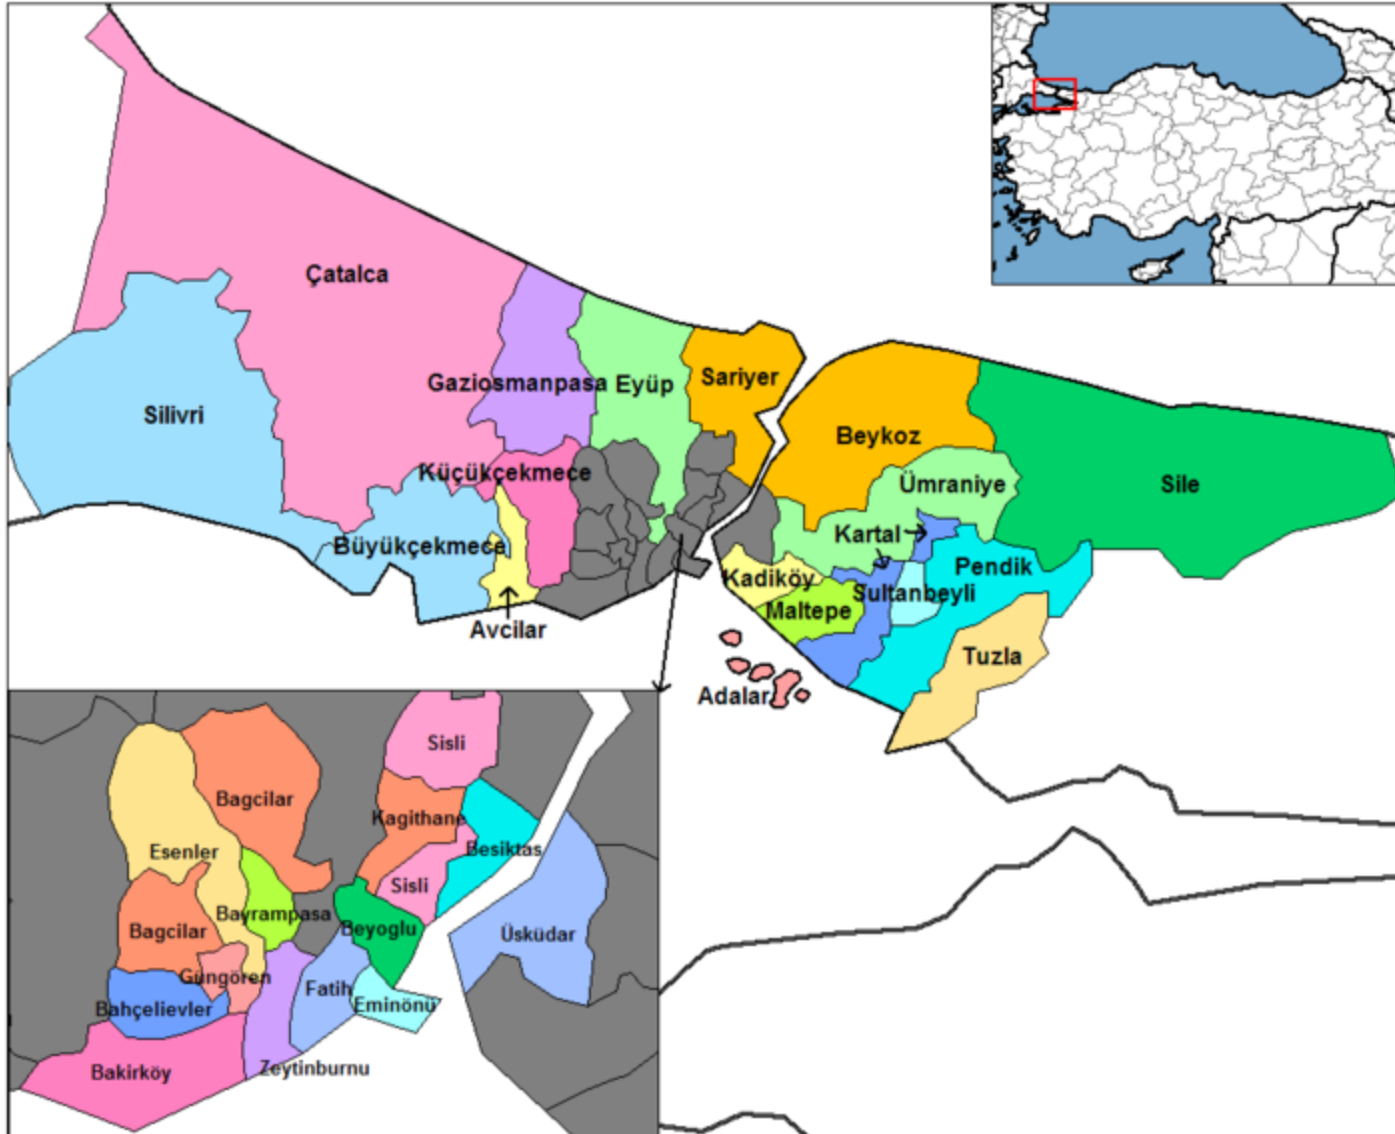 Çatalca
Gaziosmanpasa
Eyüp
Sariyer
Silivri
Beykoz
Küçükçekmece
Ümraniye
Sile
Kartal
Büyükçekmece
Pendik
Kadiköy
Sultanbeyli
Maltepe
Avcilar
Tuzla
Adalar
Sisli
Bagcilar
Kagithane
Esenler
Besiktas
Sisli
Bayrampasa
Bagcilar
Beyoglu
Üsküdar
Güngören
Fatih
Eminönü
Bahçelievler
Zeytinburnu
Bakirköy